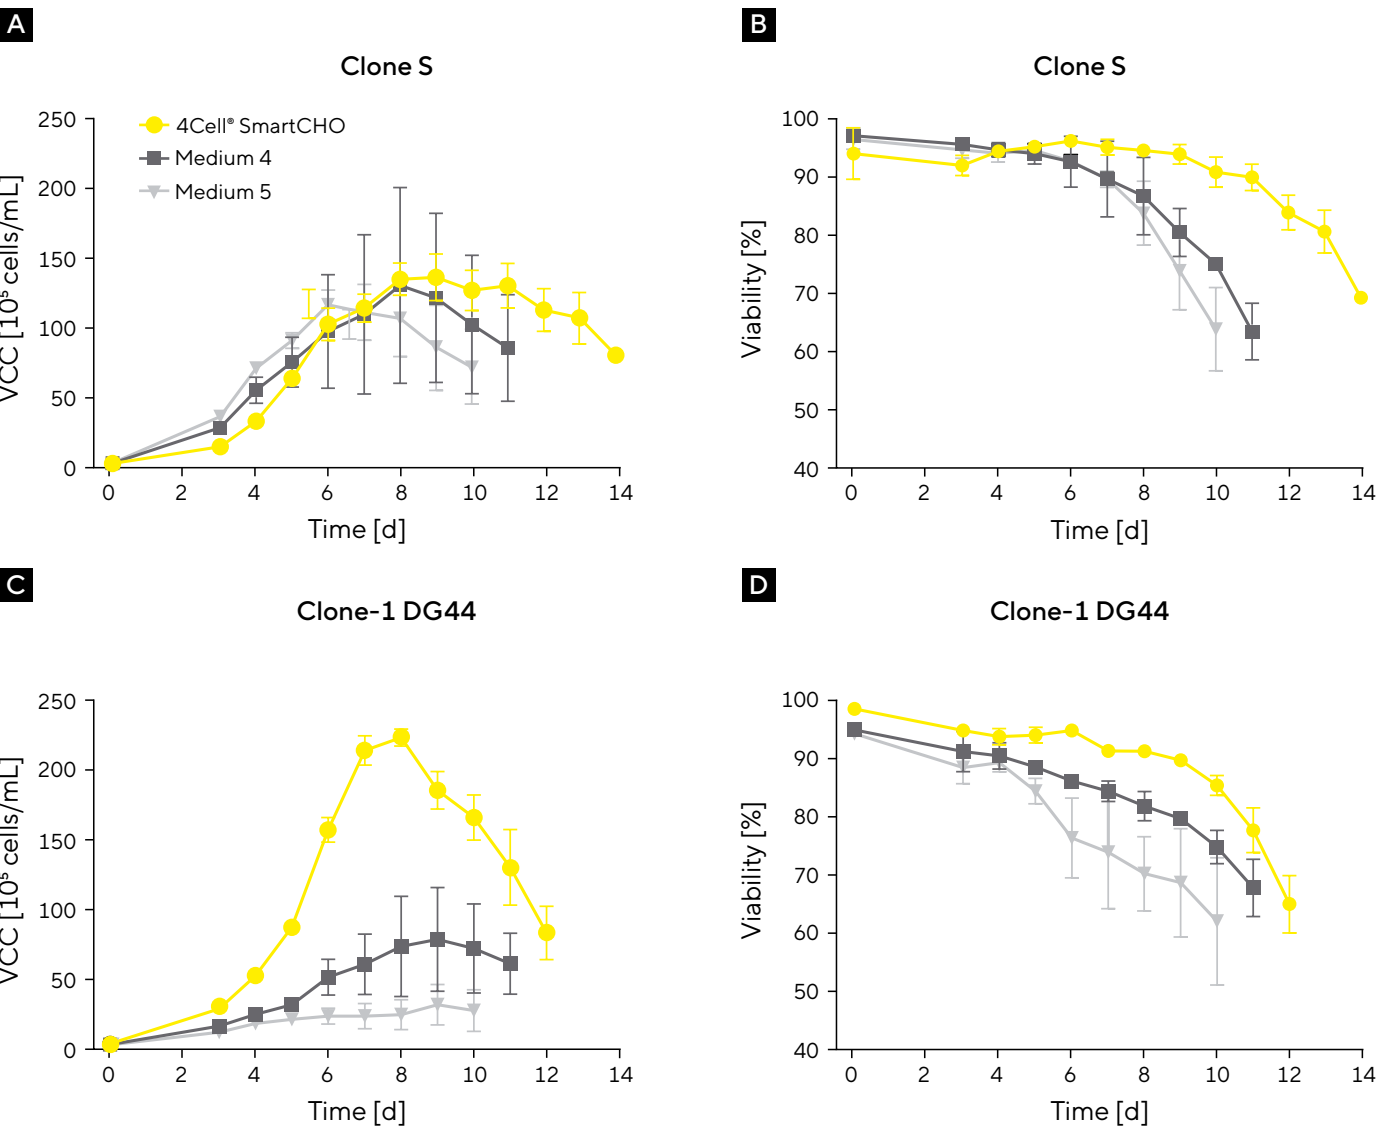 A
Clone S
VCC [10⁵ cells/mL]
250
200
150
100
50
0
4Cell® SmartCHO
Medium 4
Medium 5
0 2 4 6 8 10 12 14
Time [d]
B
Clone S
Viability [%]
100
90
80
70
60
50
40
0 2 4 6 8 10 12 14
Time [d]
C
Clone-1 DG44
VCC [10⁵ cells/mL]
250
200
150
100
50
0
0 2 4 6 8 10 12 14
Time [d]
D
Clone-1 DG44
Viability [%]
100
90
80
70
60
50
40
0 2 4 6 8 10 12 14
Time [d]